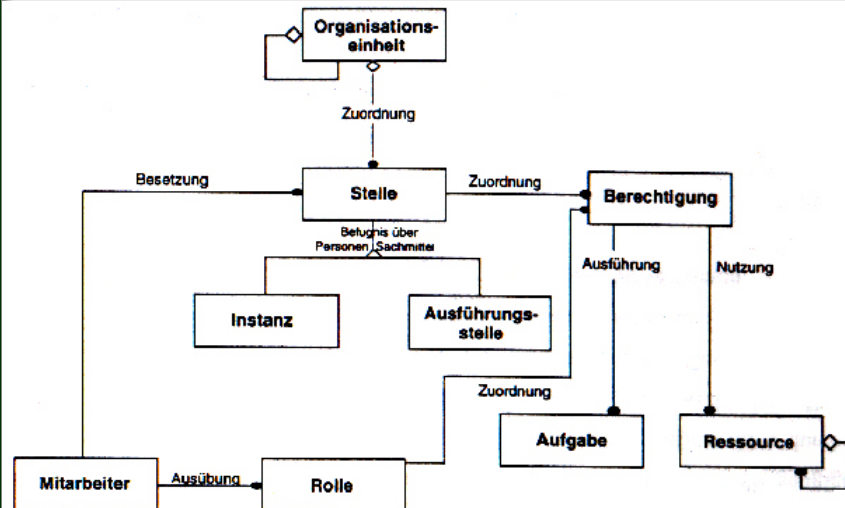 Organisations-
einheit
Zuordnung
Besetzung
Stelle
Zuordnung
Berechtigung
Befugnis über
Personen Sachmittel
Ausführung
Nutzung
Instanz
Ausführungs-
stelle
Zuordnung
Aufgabe
Ressource
Mitarbeiter
Ausübung
Rolle